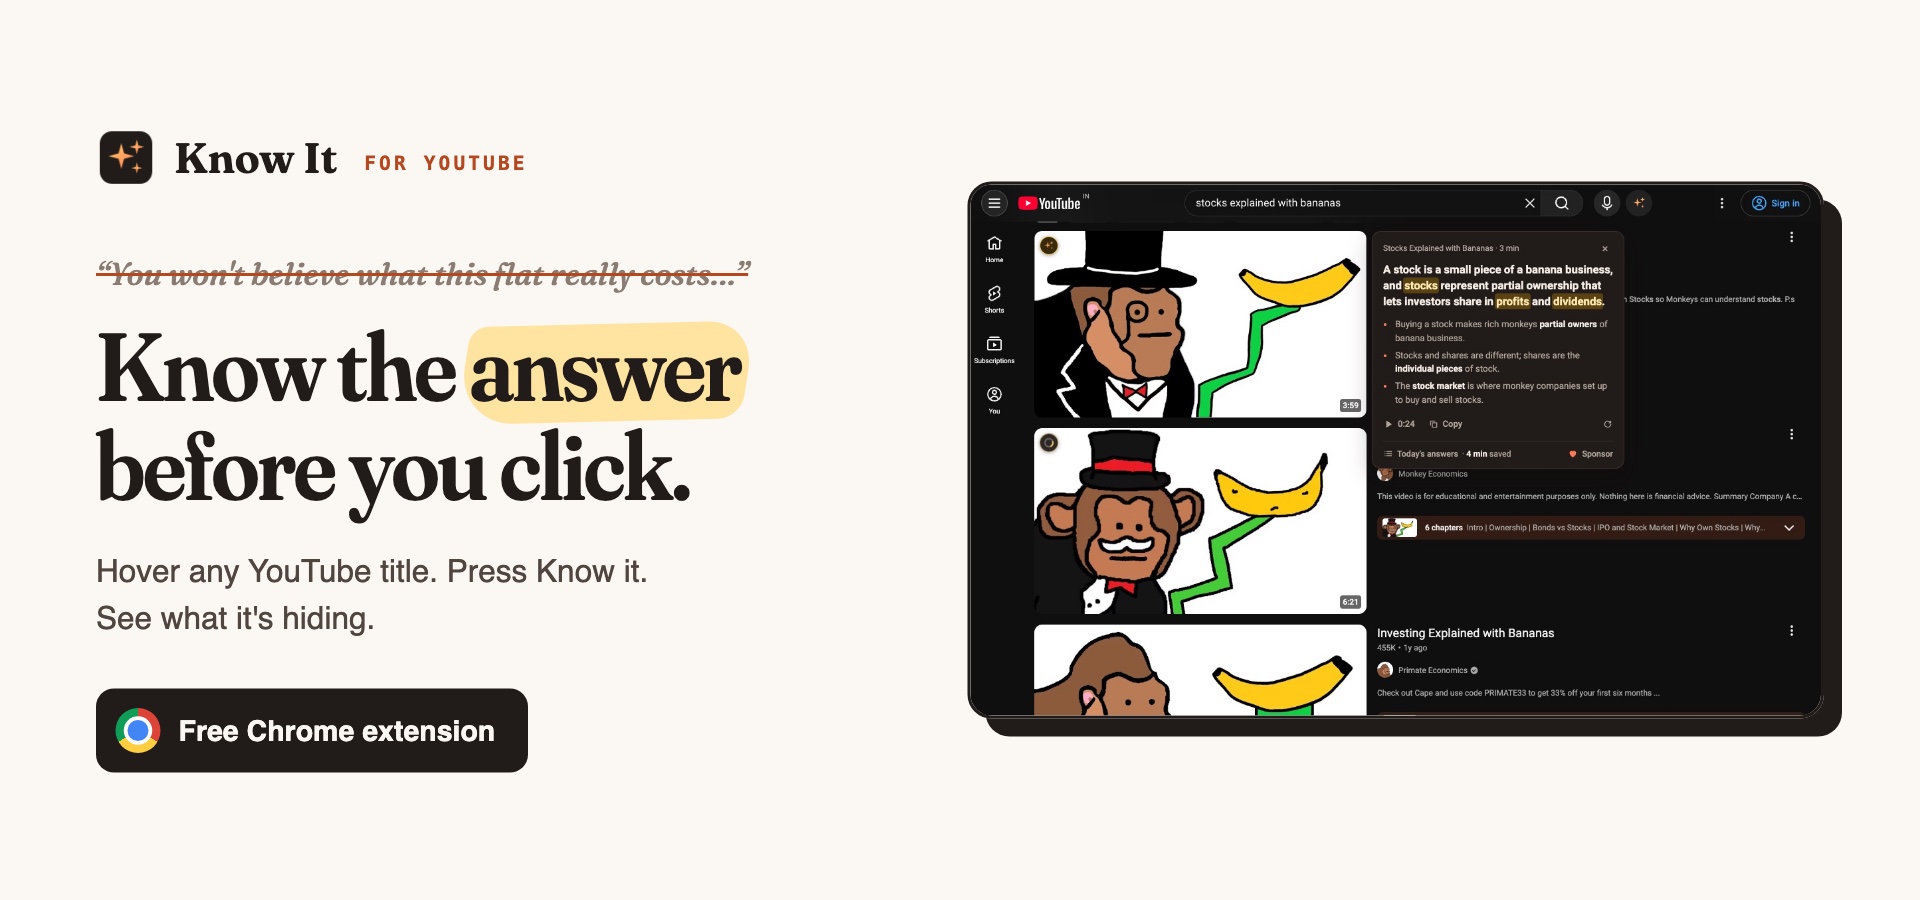 Know It FOR YOUTUBE
“You won't believe what this flat really costs...”
Know the answer
before you click.
Hover any YouTube title. Press Know it.
See what it's hiding.
Free Chrome extension
YouTube IN
stocks explained with bananas
Sign in
Home
Shorts
Subscriptions
You
3:59
Stocks Explained with Bananas · 3 min
A stock is a small piece of a banana business,
and stocks represent partial ownership that
lets investors share in profits and dividends.
• Buying a stock makes rich monkeys partial owners of
banana business.
• Stocks and shares are different; shares are the
individual pieces of stock.
• The stock market is where monkey companies set up
to buy and sell stocks.
0:24 Copy
Today's answers · 4 min saved Sponsor
Stocks so Monkeys can understand stocks. P.s
6:21
Monkey Economics
This video is for educational and entertainment purposes only. Nothing here is financial advice. Summary Company A c...
6 chapters Intro | Ownership | Bonds vs Stocks | IPO and Stock Market | Why Own Stocks | Why...
Investing Explained with Bananas
455K • 1y ago
Primate Economics
Check out Cape and use code PRIMATE33 to get 33% off your first six months ...